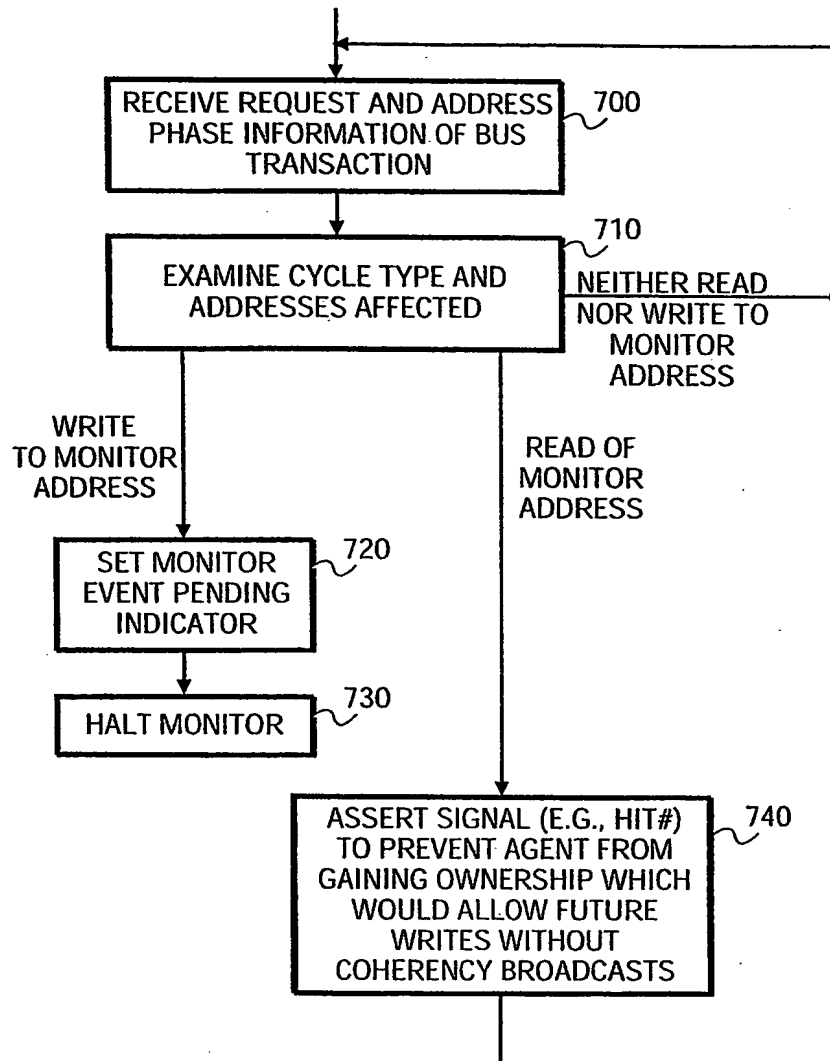 RECEIVE REQUEST AND ADDRESS
PHASE INFORMATION OF BUS
TRANSACTION
700
EXAMINE CYCLE TYPE AND
ADDRESSES AFFECTED
710
NEITHER READ
NOR WRITE TO
MONITOR
ADDRESS
WRITE
TO MONITOR
ADDRESS
READ OF
MONITOR
ADDRESS
SET MONITOR
EVENT PENDING
INDICATOR
720
HALT MONITOR
730
ASSERT SIGNAL (E.G., HIT#)
TO PREVENT AGENT FROM
GAINING OWNERSHIP WHICH
WOULD ALLOW FUTURE
WRITES WITHOUT
COHERENCY BROADCASTS
740